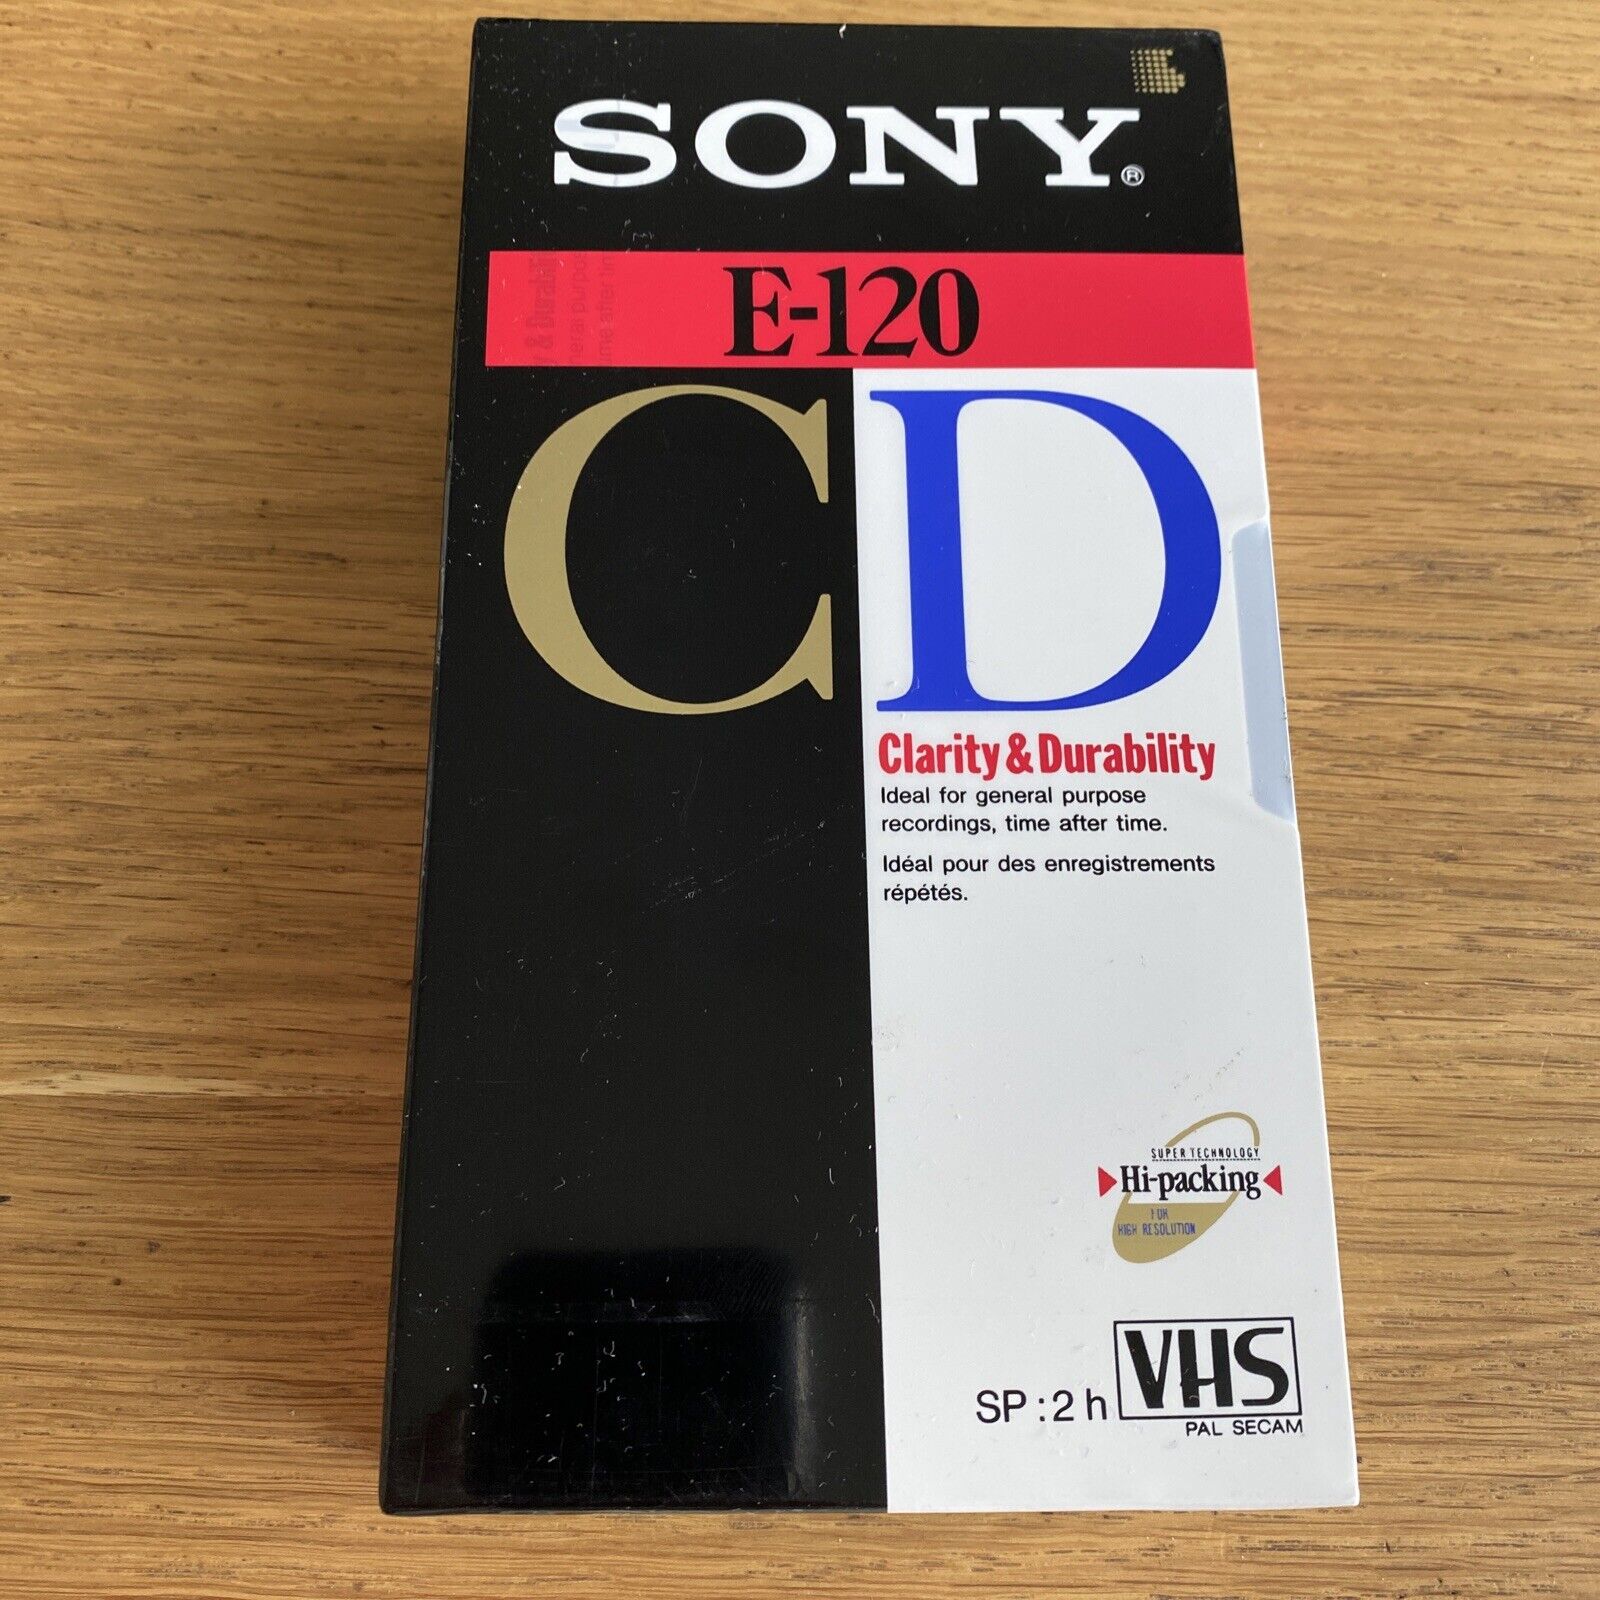 SONY®
E-120
CD
Clarity & Durability
Ideal for general purpose
recordings, time after time.
Idéal pour des enregistrements
répétés.
SUPER TECHNOLOGY
Hi-packing
FOR
HIGH RESOLUTION
SP : 2 h VHS
PAL SECAM